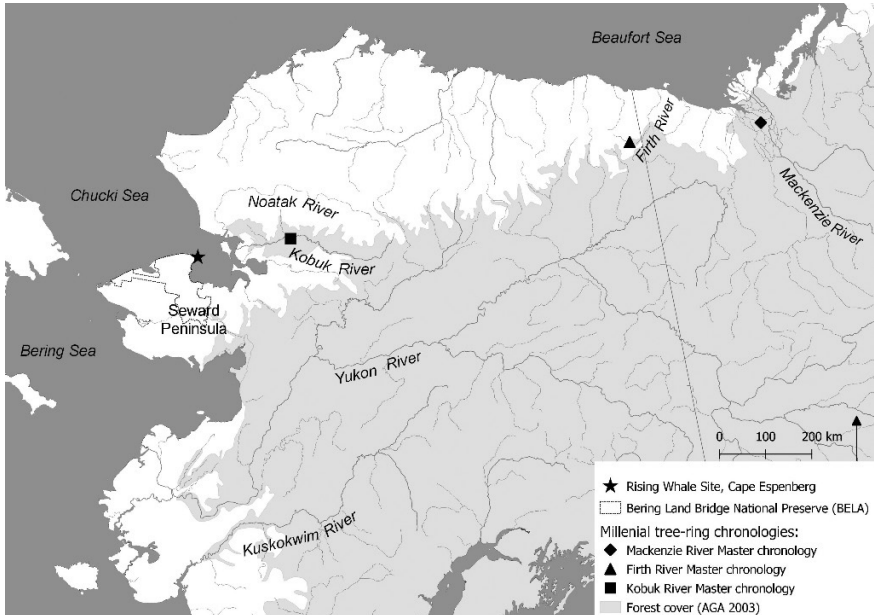 Beaufort Sea
Firth River
Mackenzie River
Chucki Sea
Noatak River
Kobuk River
Seward
Peninsula
Bering Sea
Yukon River
Kuskokwim River
0 100 200 km
Rising Whale Site, Cape Espenberg
Bering Land Bridge National Preserve (BELA)
Millenial tree-ring chronologies:
Mackenzie River Master chronology
Firth River Master chronology
Kobuk River Master chronology
Forest cover (AGA 2003)